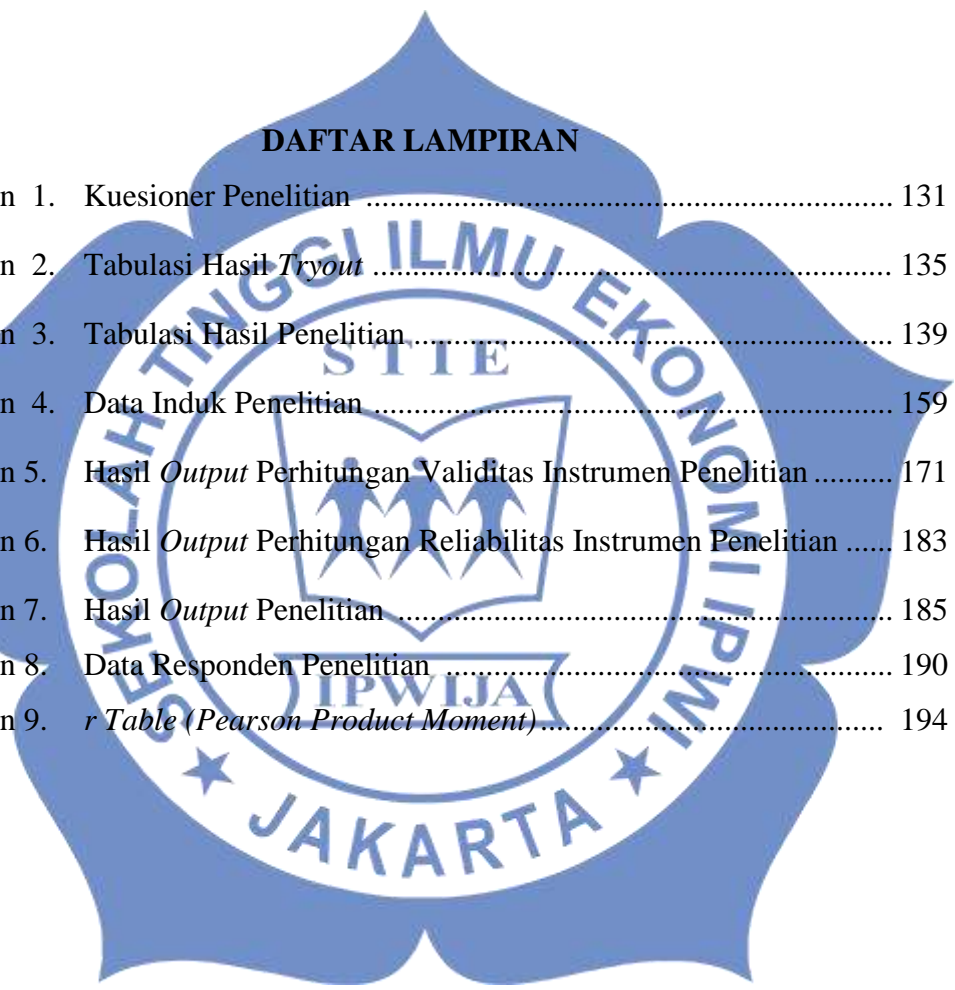 DAFTAR LAMPIRAN
n 1. Kuesioner Penelitian .................................................................. 131
n 2. Tabulasi Hasil Tryout ................................................................. 135
n 3. Tabulasi Hasil Penelitian ............................................................ 139
n 4. Data Induk Penelitian ................................................................. 159
n 5. Hasil Output Perhitungan Validitas Instrumen Penelitian .......... 171
n 6. Hasil Output Perhitungan Reliabilitas Instrumen Penelitian ...... 183
n 7. Hasil Output Penelitian .............................................................. 185
n 8. Data Responden Penelitian ........................................................ 190
n 9. r Table (Pearson Product Moment) ........................................... 194
SEKOLAH TINGGI ILMU EKONOMI IPWI
JAKARTA
STIE
IPWIJA